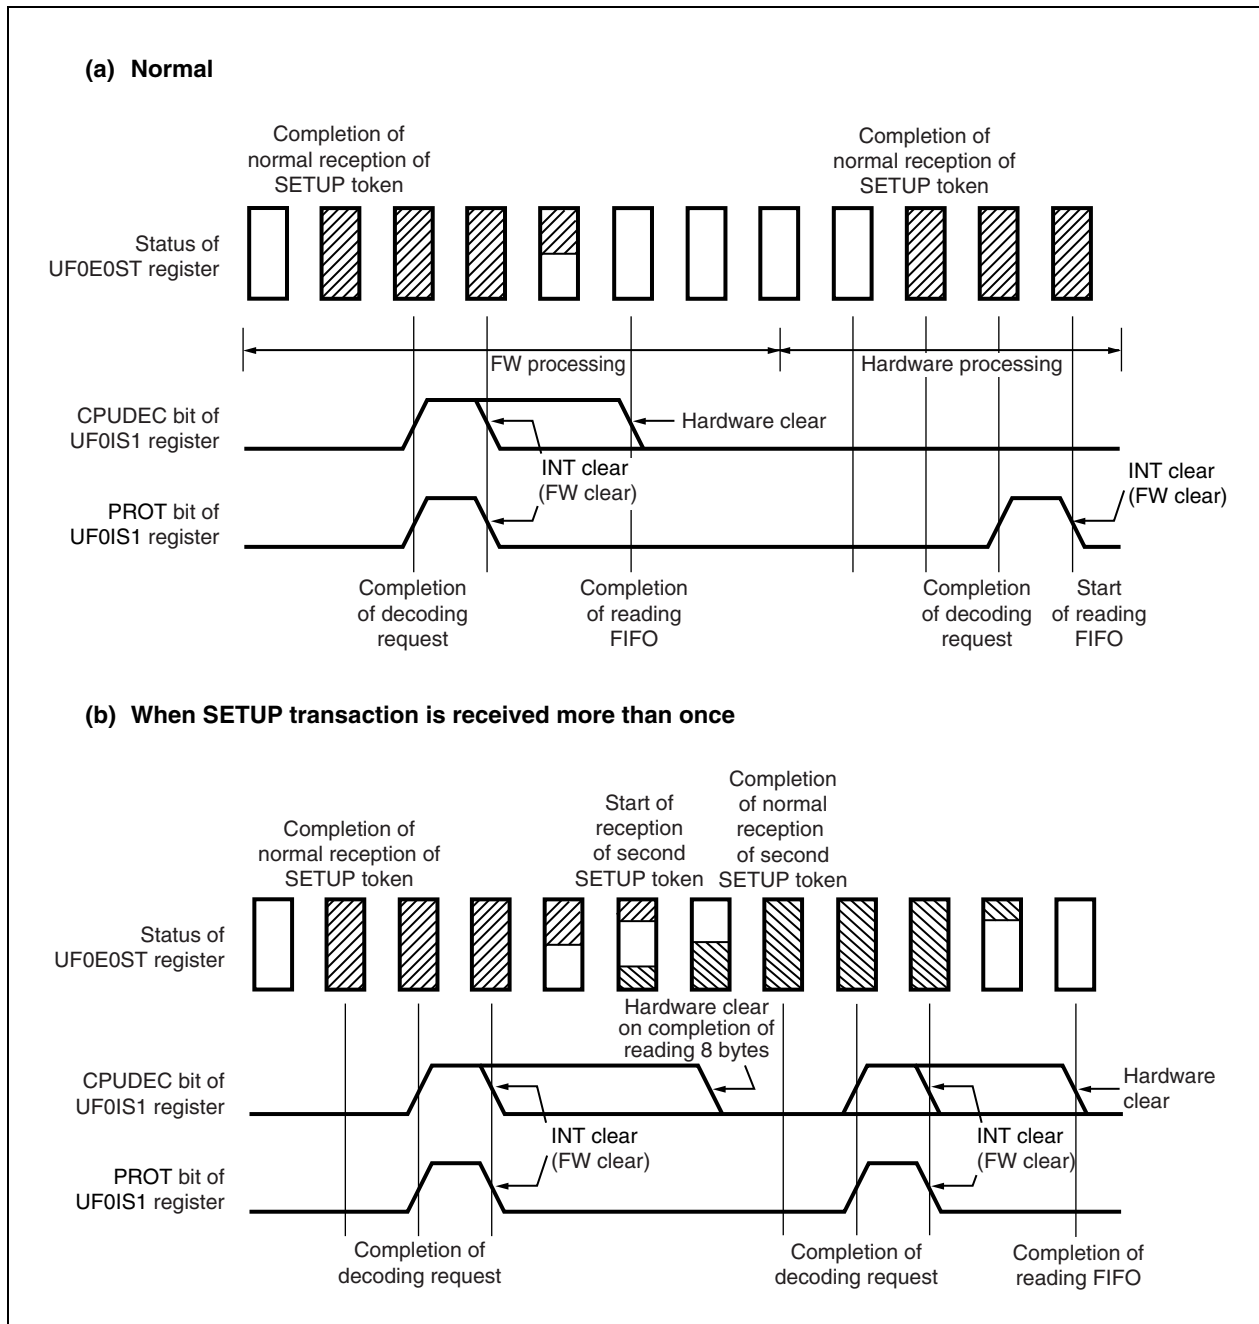 (a) Normal
Completion of
normal reception of
SETUP token
Completion of
normal reception of
SETUP token
Status of
UF0E0ST register
FW processing
Hardware processing
CPUDEC bit of
UF0IS1 register
Hardware clear
INT clear
(FW clear)
INT clear
(FW clear)
PROT bit of
UF0IS1 register
Completion
of decoding
request
Completion
of reading
FIFO
Completion
of decoding
request
Start
of reading
FIFO
(b) When SETUP transaction is received more than once
Completion of
normal reception of
SETUP token
Start of
reception
of second
SETUP token
Completion
of normal
reception
of second
SETUP token
Status of
UF0E0ST register
Hardware clear
on completion of
reading 8 bytes
CPUDEC bit of
UF0IS1 register
Hardware
clear
INT clear
(FW clear)
INT clear
(FW clear)
PROT bit of
UF0IS1 register
Completion of
decoding request
Completion of
decoding request
Completion of
reading FIFO